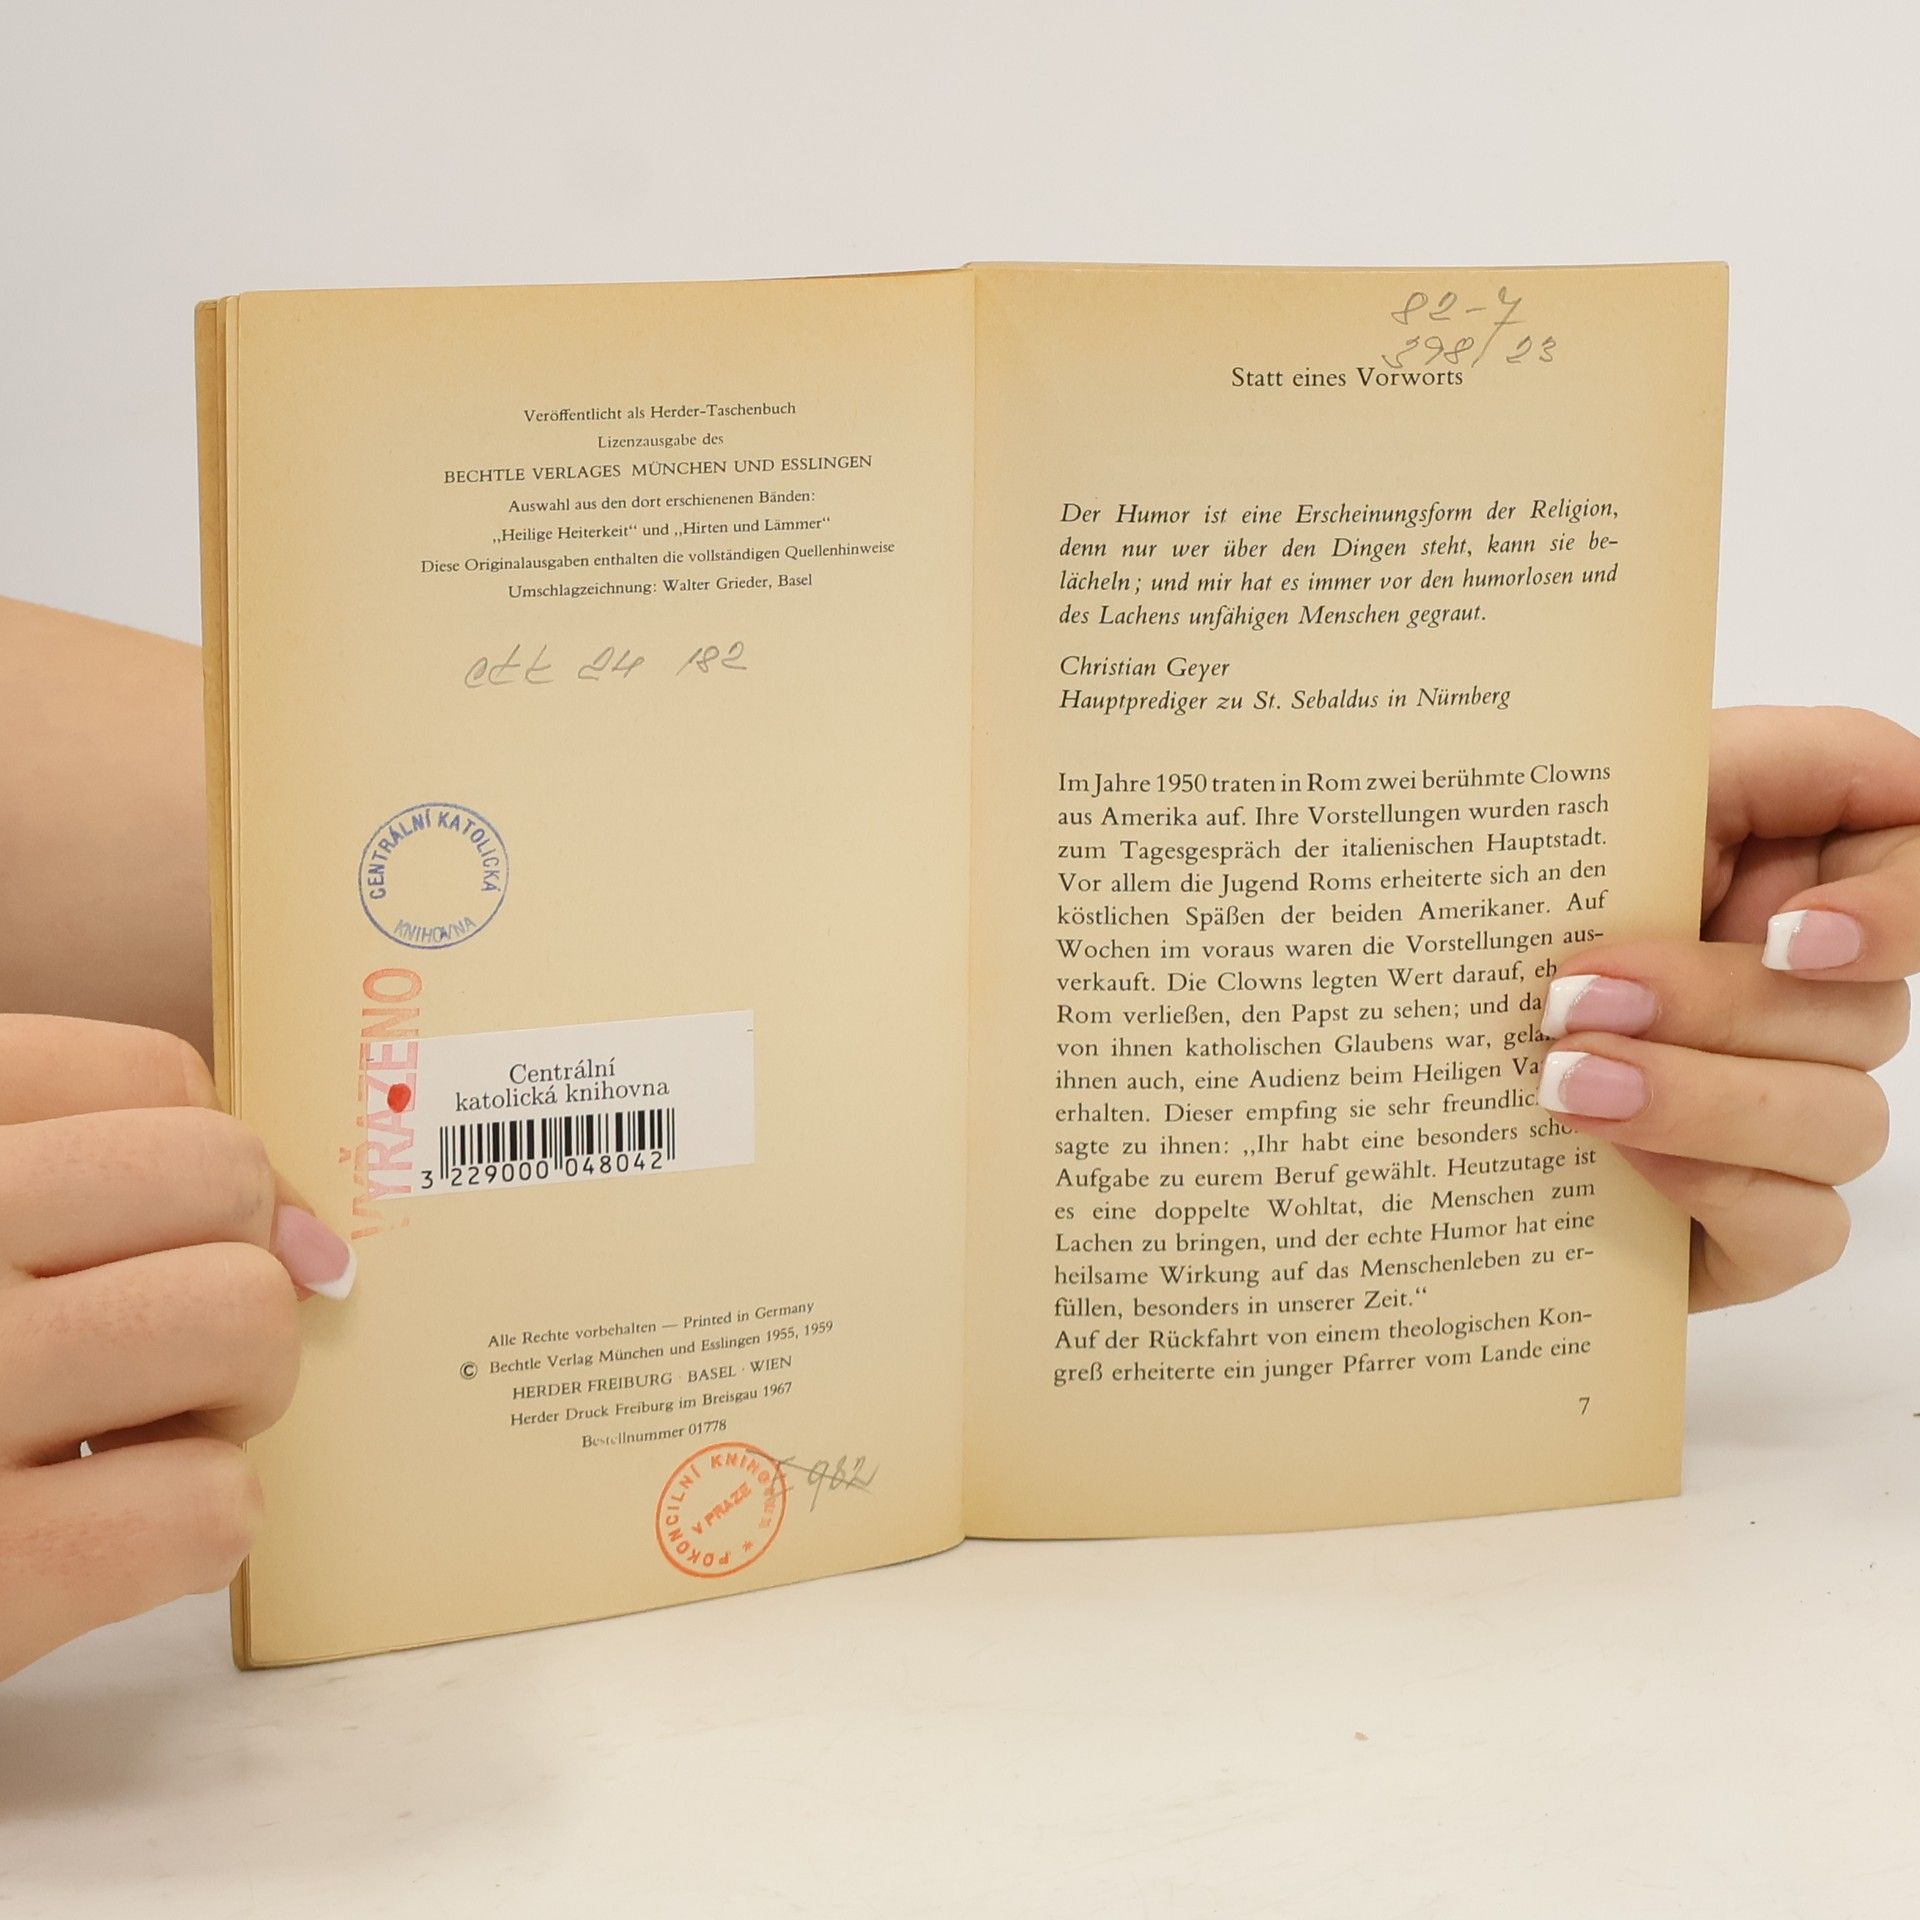 Veröffentlicht als Herder-Taschenbuch
Lizenzausgabe des
BECHTLE VERLAGES MÜNCHEN UND ESSLINGEN
Auswahl aus den dort erschienenen Bänden:
„Heilige Heiterkeit“ und „Hirten und Lämmer“
Diese Originalausgaben enthalten die vollständigen Quellenhinweise
Umschlagzeichnung: Walter Grieder, Basel
24 182
CENTRÁLNÍ KATOLICKÁ
KNIHOVNA
VYŘAZENO
Centrální
katolická knihovna
3 229000 048042
Alle Rechte vorbehalten — Printed in Germany
© Bechtle Verlag München und Esslingen 1955, 1959
HERDER FREIBURG · BASEL · WIEN
Herder Druck Freiburg im Breisgau 1967
Bestellnummer 01778
POKONCILNÍ KNIHOVNA
V PRAZE
982
82-7
398/23
Statt eines Vorworts
Der Humor ist eine Erscheinungsform der Religion,
denn nur wer über den Dingen steht, kann sie be-
lächeln; und mir hat es immer vor den humorlosen und
des Lachens unfähigen Menschen gegraut.
Christian Geyer
Hauptprediger zu St. Sebaldus in Nürnberg
Im Jahre 1950 traten in Rom zwei berühmte Clowns
aus Amerika auf. Ihre Vorstellungen wurden rasch
zum Tagesgespräch der italienischen Hauptstadt.
Vor allem die Jugend Roms erheiterte sich an den
köstlichen Späßen der beiden Amerikaner. Auf
Wochen im voraus waren die Vorstellungen aus-
verkauft. Die Clowns legten Wert darauf,
Rom verließen, den Papst zu sehen; und
von ihnen katholischen Glaubens war,
ihnen auch, eine Audienz beim Heiligen
erhalten. Dieser empfing sie sehr
sagte zu ihnen: „Ihr habt eine besonders
Aufgabe zu eurem Beruf gewählt. Heutzutage ist
es eine doppelte Wohltat, die Menschen zum
Lachen zu bringen, und der echte Humor hat eine
heilsame Wirkung auf das Menschenleben zu er-
füllen, besonders in unserer Zeit.“
Auf der Rückfahrt von einem theologischen Kon-
greß erheiterte ein junger Pfarrer vom Lande eine
7